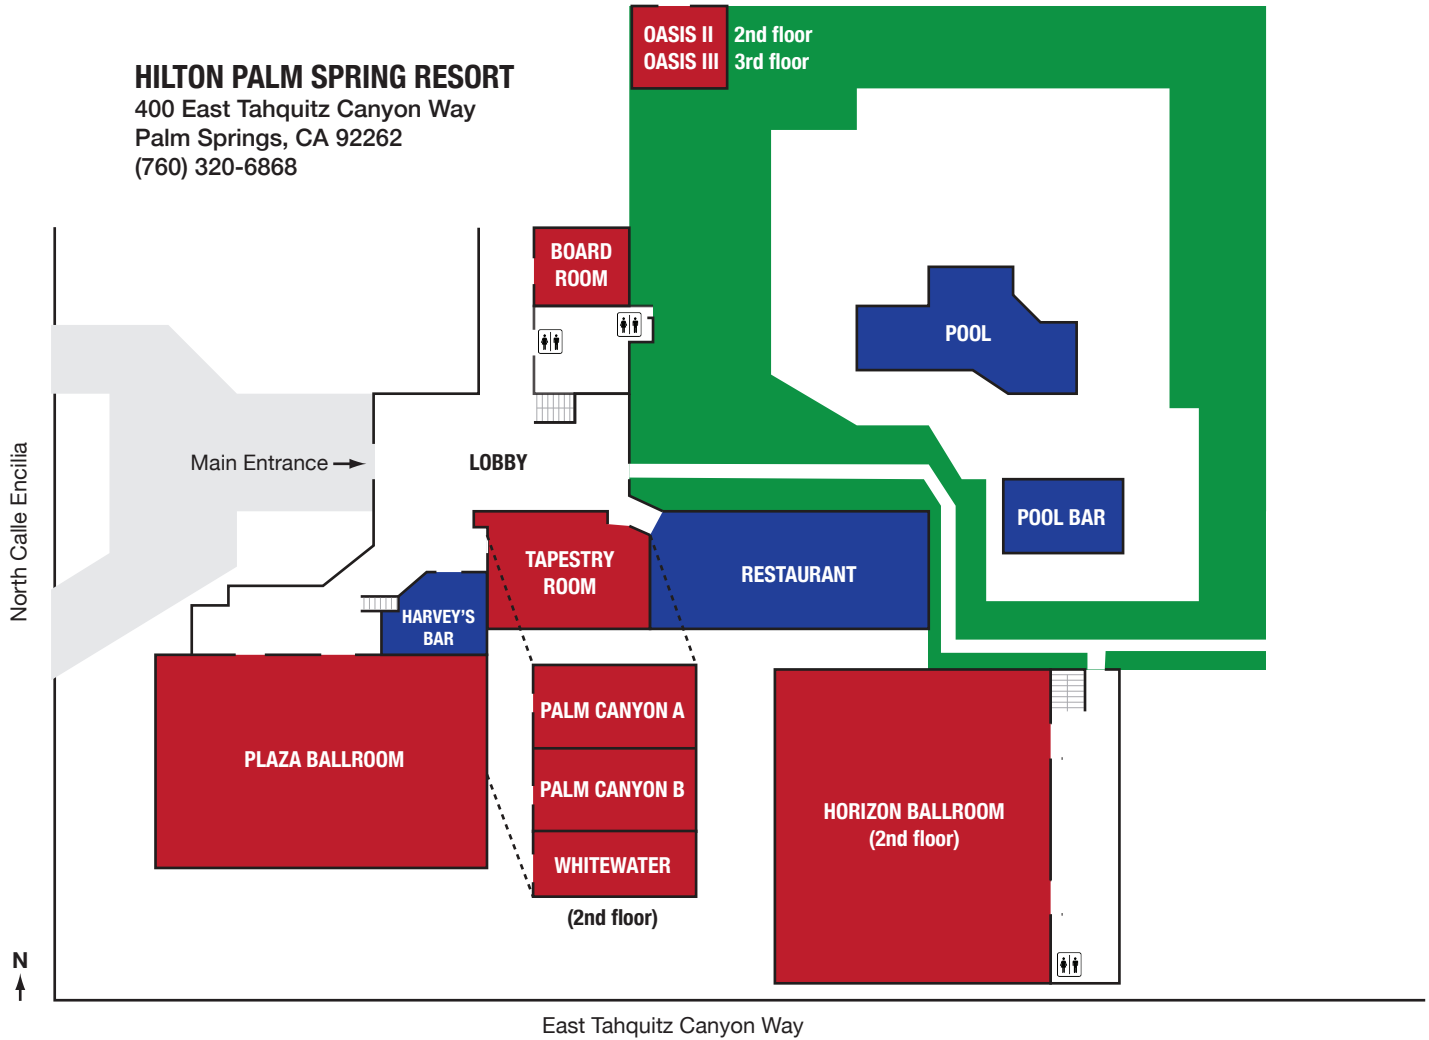 OASIS II 2nd floor
OASIS III 3rd floor
HILTON PALM SPRING RESORT
400 East Tahquitz Canyon Way
Palm Springs, CA 92262
(760) 320-6868
BOARD
ROOM
POOL
Main Entrance
LOBBY
North Calle Encilia
POOL BAR
TAPESTRY
ROOM
RESTAURANT
HARVEY'S
BAR
PALM CANYON A
PLAZA BALLROOM
PALM CANYON B
HORIZON BALLROOM
(2nd floor)
WHITEWATER
(2nd floor)
N
East Tahquitz Canyon Way